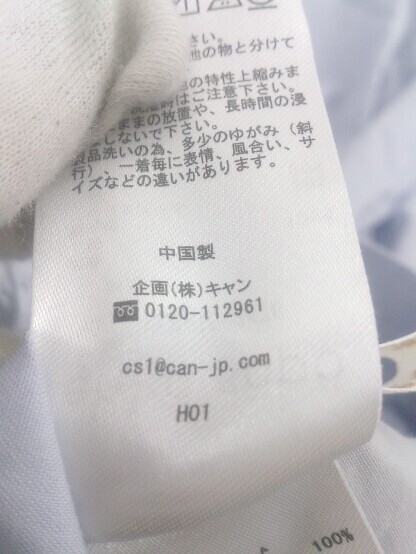 さい。
他の物と分けて
の特性上縮みま
はご注意下さい。
ままの放置や、長時間の浸
しないで下さい。
製品洗いの為、多少のゆがみ（斜
行）、一着毎に表情、風合い、サ
イズなどの違いがあります。
中国製
企画(株)キャン
0120-112961
cs1@can-jp.com
H01
100%